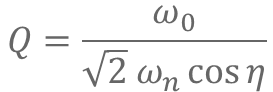 Q = ω₀ / (√2 ωₙ cos η)